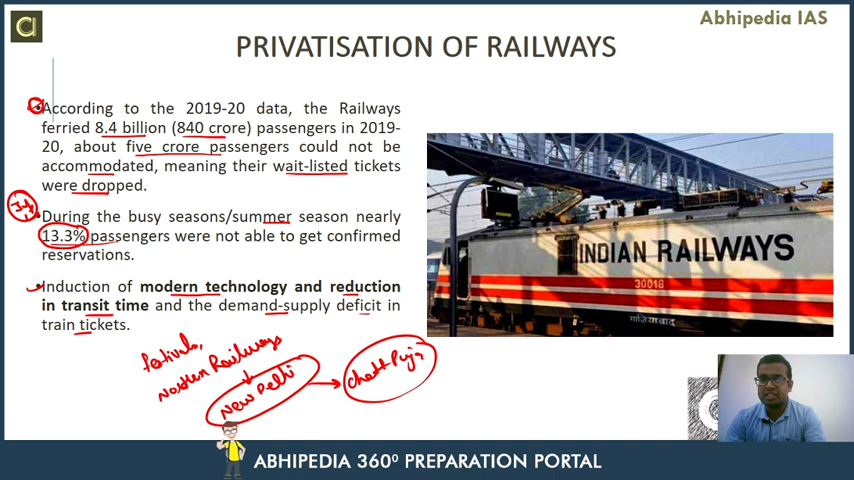 Abhipedia IAS
a
PRIVATISATION OF RAILWAYS
•According to the 2019-20 data, the Railways
ferried 8.4 billion (840 crore) passengers in 2019-
20, about five crore passengers could not be
accommodated, meaning their wait-listed tickets
were dropped.
During the busy seasons/summer season nearly
13.3% passengers were not able to get confirmed
reservations.
Induction of modern technology and reduction
in transit time and the demand-supply deficit in
train tickets.
INDIAN RAILWAYS
30018
गाज़ियाबाद
festivals,
Northern Railways
New Delhi
Chatt Puja
ABHIPEDIA 360⁰ PREPARATION PORTAL